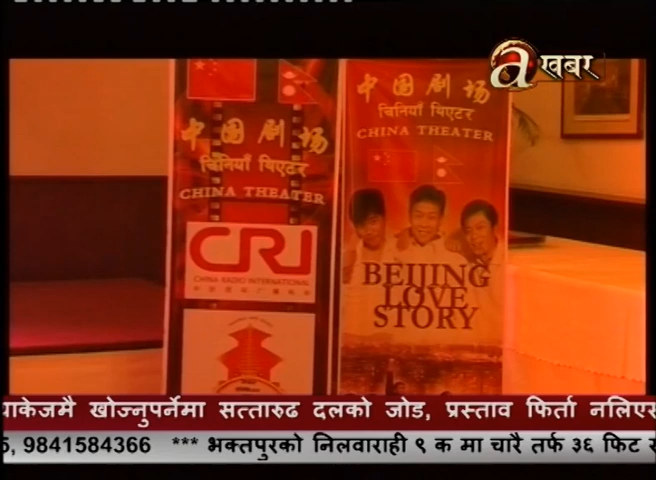 a खबर
中国剧场
चिनियाँ थिएटर
CHINA THEATER
CRI
CHINA RADIO INTERNATIONAL
中国剧场
चिनियाँ थिएटर
CHINA THEATER
BEIJING
LOVE
STORY
याकेजमै खोज्नुपर्नेमा सत्तारुढ दलको जोड, प्रस्ताव फिर्ता नलिएस
5, 9841584366 *** भक्तपुरको निलवाराही ९ क मा चारै तर्फ ३६ फिट